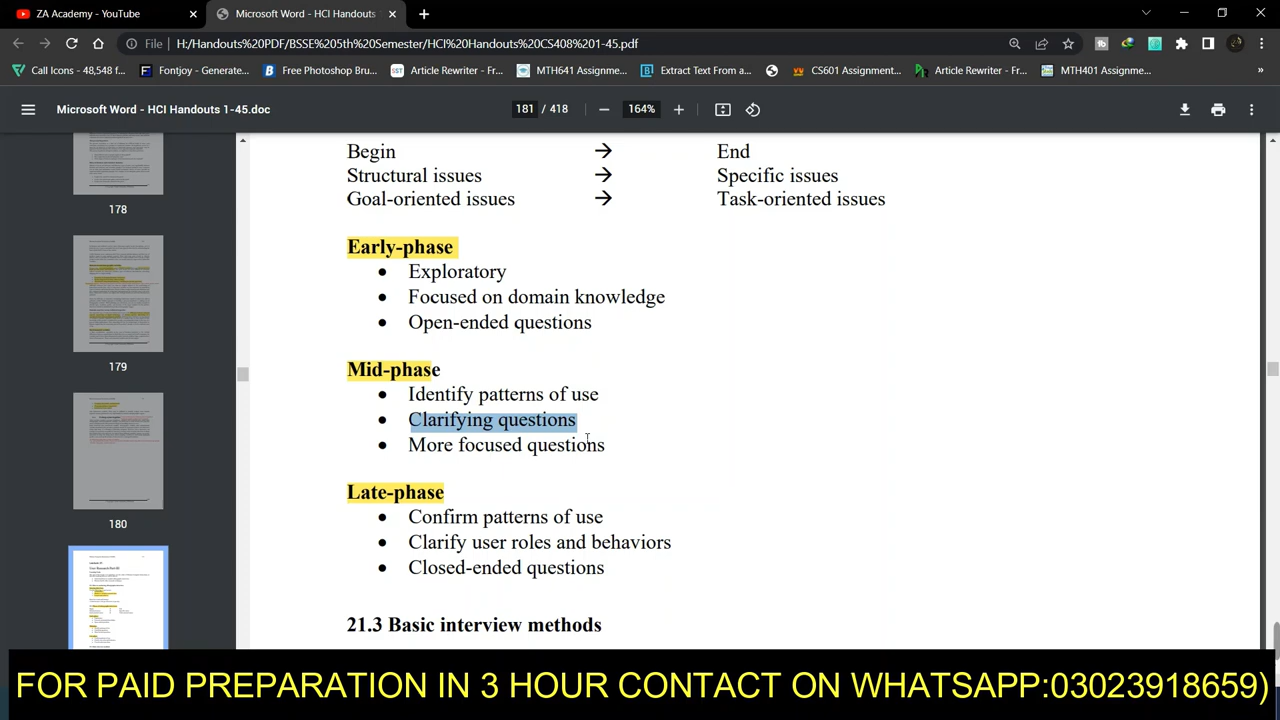 ZA Academy - YouTube
Microsoft Word - HCI Handouts
File
H:/Handouts%20PDF/BSSE%205th%20Semester/HCI%20Handouts%20CS408%201-45.pdf
Call Icons - 48,548 f...
Fontjoy - Generate...
Free Photoshop Bru...
SST
Article Rewriter - Fr...
MTH641 Assignme...
Extract Text From a...
CS601 Assignment...
Article Rewriter - Fr...
MTH401 Assignme...
»
Microsoft Word - HCI Handouts 1-45.doc
181 / 418
164%
178
179
180
Begin → End
Structural issues → Specific issues
Goal-oriented issues → Task-oriented issues
Early-phase
• Exploratory
• Focused on domain knowledge
• Open-ended questions
Mid-phase
• Identify patterns of use
• Clarifying questions
• More focused questions
Late-phase
• Confirm patterns of use
• Clarify user roles and behaviors
• Closed-ended questions
21.3 Basic interview methods
FOR PAID PREPARATION IN 3 HOUR CONTACT ON WHATSAPP:03023918659)